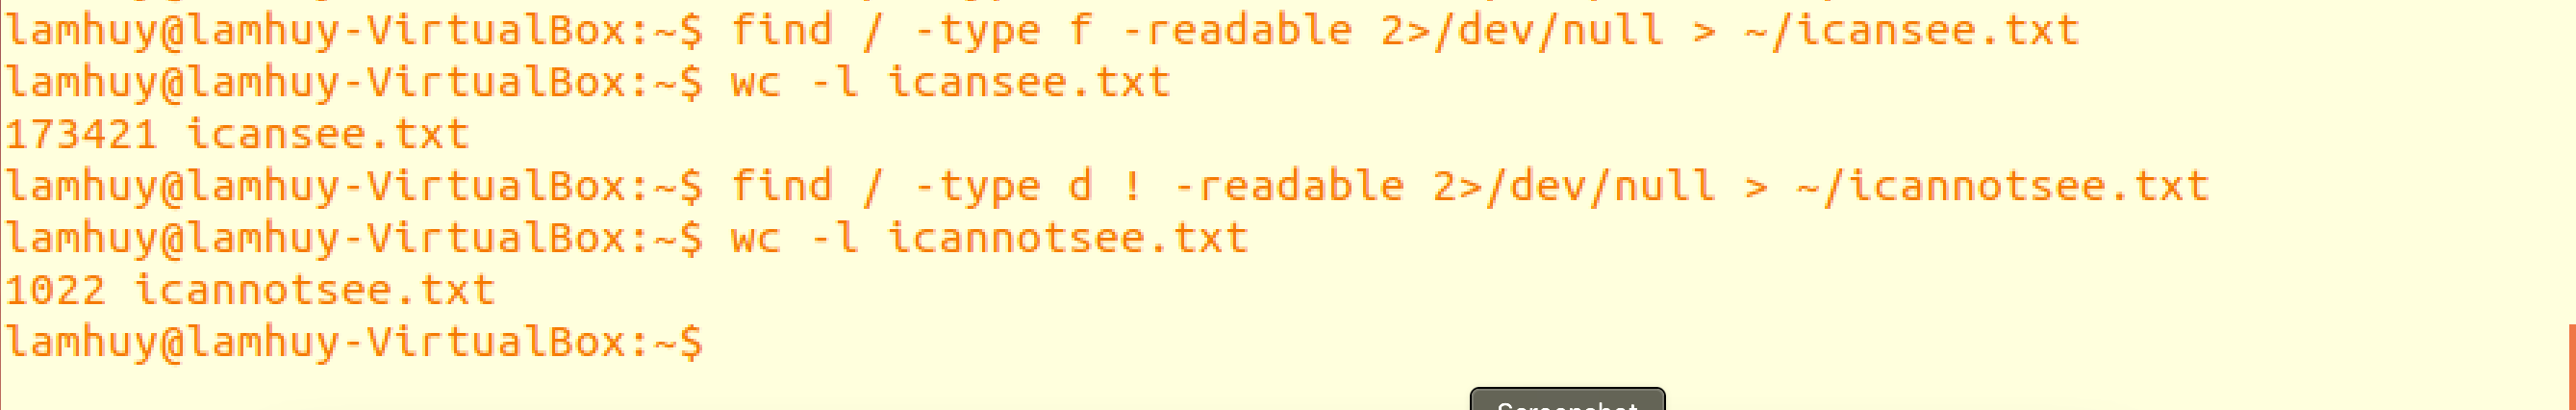 lamhuy@lamhuy-VirtualBox:~$ find / -type f -readable 2>/dev/null > ~/icansee.txt
lamhuy@lamhuy-VirtualBox:~$ wc -l icansee.txt
173421 icansee.txt
lamhuy@lamhuy-VirtualBox:~$ find / -type d ! -readable 2>/dev/null > ~/icannotsee.txt
lamhuy@lamhuy-VirtualBox:~$ wc -l icannotsee.txt
1022 icannotsee.txt
lamhuy@lamhuy-VirtualBox:~$
Screenshot